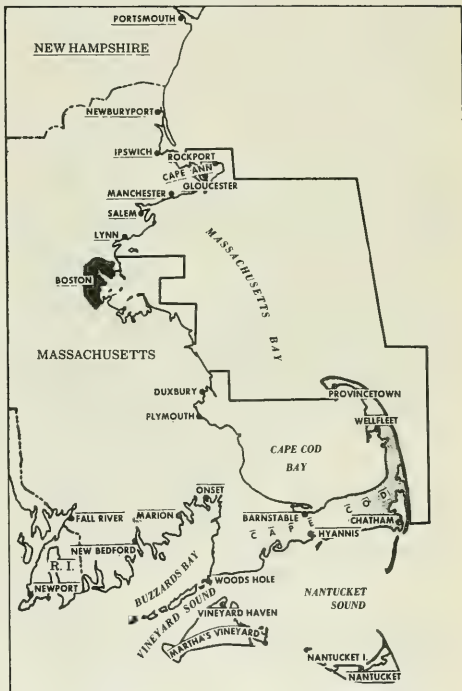 PORTSMOUTH
NEW HAMPSHIRE
NEWBURYPORT
IPSWICH
ROCKPORT
CAPE ANN
GLOUCESTER
MANCHESTER
SALEM
LYNN
MASSACHUSETTS BAY
BOSTON
MASSACHUSETTS
DUXBURY
PROVINCETOWN
PLYMOUTH
WELLFLEET
CAPE COD
BAY
ONSET
BARNSTABLE
CAPE COD
CHATHAM
FALL RIVER
MARION
HYANNIS
NEW BEDFORD
R. I.
BUZZARDS BAY
WOODS HOLE
NEWPORT
NANTUCKET
SOUND
VINEYARD SOUND
VINEYARD HAVEN
MARTHA'S VINEYARD
NANTUCKET I.
NANTUCKET